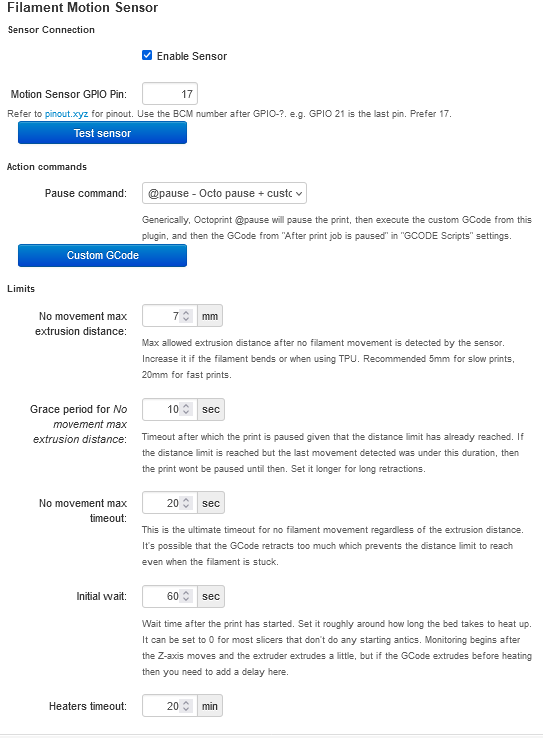 Filament Motion Sensor
Sensor Connection
Enable Sensor
Motion Sensor GPIO Pin: 17
Refer to pinout.xyz for pinout. Use the BCM number after GPIO-?. e.g. GPIO 21 is the last pin. Prefer 17.
Test sensor
Action commands
Pause command: @pause - Octo pause + custc
Generically, Octoprint @pause will pause the print, then execute the custom GCode from this
plugin, and then the GCode from "After print job is paused" in "GCODE Scripts" settings.
Custom GCode
Limits
No movement max 7 mm
extrusion distance:
Max allowed extrusion distance after no filament movement is detected by the sensor.
Increase it if the filament bends or when using TPU. Recommended 5mm for slow prints,
20mm for fast prints.
Grace period for No 10 sec
movement max
extrusion distance:
Timeout after which the print is paused given that the distance limit has already reached. If
the distance limit is reached but the last movement detected was under this duration, then
the print wont be paused until then. Set it longer for long retractions.
No movement max 20 sec
timeout:
This is the ultimate timeout for no filament movement regardless of the extrusion distance.
It's possible that the GCode retracts too much which prevents the distance limit to reach
even when the filament is stuck.
Initial wait: 60 sec
Wait time after the print has started. Set it roughly around how long the bed takes to heat up.
It can be set to 0 for most slicers that don't do any starting antics. Monitoring begins after
the Z-axis moves and the extruder extrudes a little, but if the GCode extrudes before heating
then you need to add a delay here.
Heaters timeout: 20 min